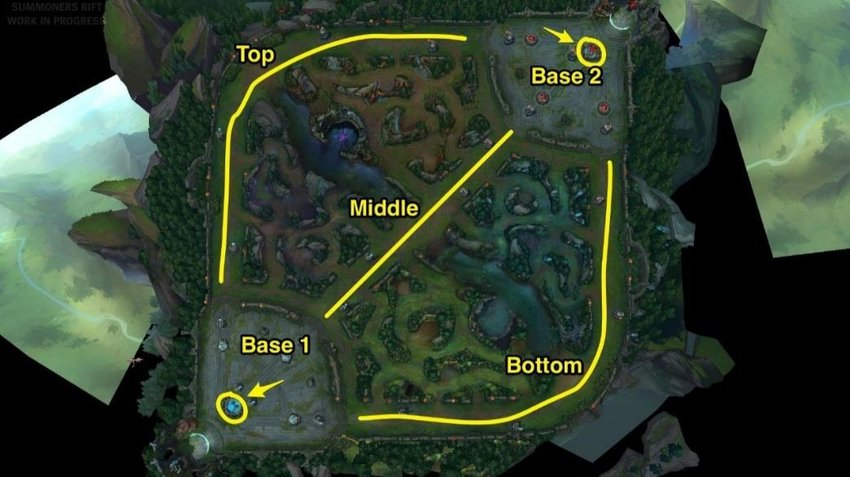 SUMMONERS RIFT
WORK IN PROGRESS
Top
Base 2
Middle
Base 1
Bottom